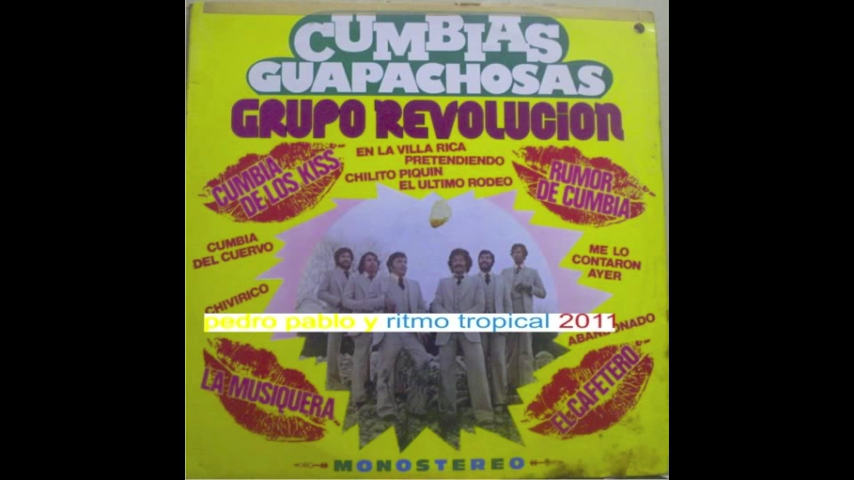 CUMBIAS
GUAPACHOSAS
GRUPO REVOLUCION
EN LA VILLA RICA
PRETENDIENDO
CHILITO PIQUIN
EL ULTIMO RODEO
CUMBIA
DE LOS KISS
RUMOR
DE CUMBIA
CUMBIA
DEL CUERVO
ME LO
CONTARON
AYER
CHIVIRICO
pedro pablo y ritmo tropical 2011
ABANDONADO
LA MUSIQUERA
EL CAFETERO
MONOSTEREO